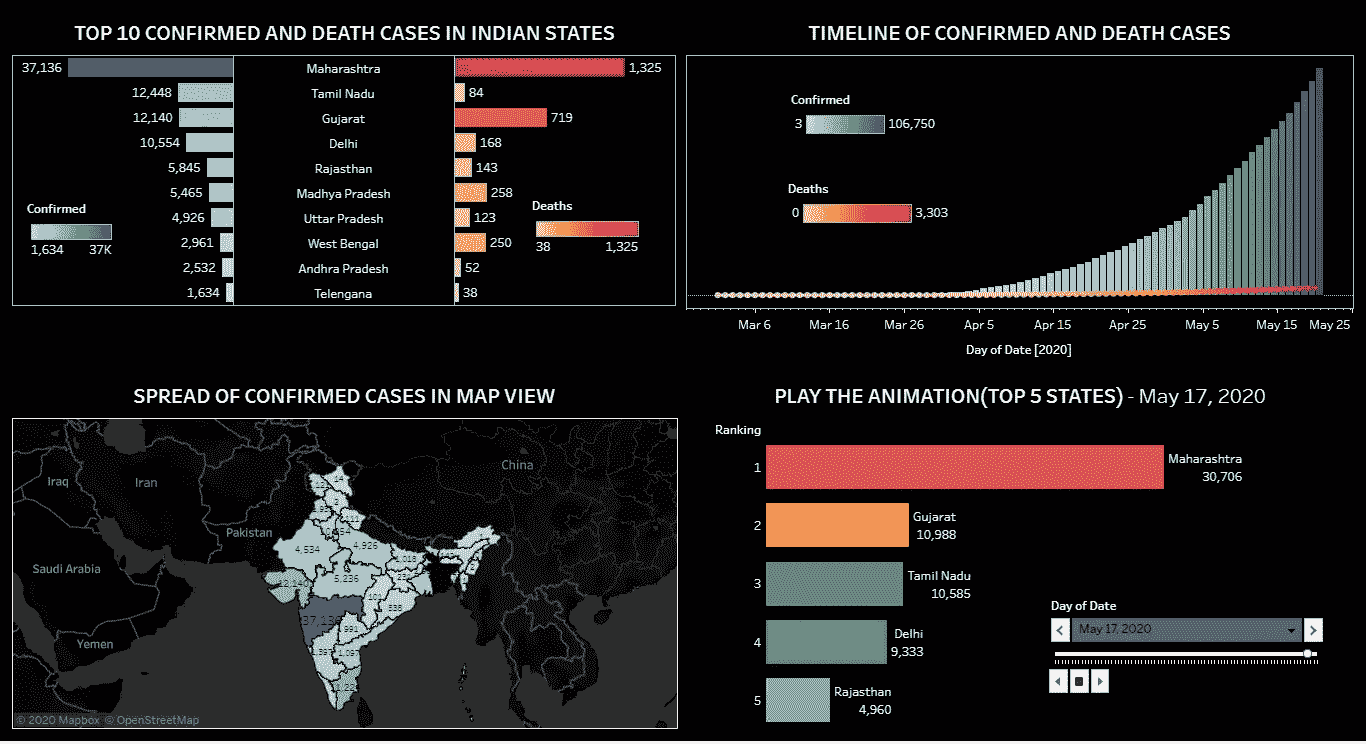 TOP 10 CONFIRMED AND DEATH CASES IN INDIAN STATES
37,136 Maharashtra 1,325
12,448 Tamil Nadu 84
12,140 Gujarat 719
10,554 Delhi 168
5,845 Rajasthan 143
5,465 Madhya Pradesh 258
4,926 Uttar Pradesh 123
2,961 West Bengal 250
2,532 Andhra Pradesh 52
1,634 Telengana 38
Confirmed
1,634 37K
Deaths
38 1,325
TIMELINE OF CONFIRMED AND DEATH CASES
Confirmed
3 106,750
Deaths
0 3,303
Mar 6 Mar 16 Mar 26 Apr 5 Apr 15 Apr 25 May 5 May 15 May 25
Day of Date [2020]
SPREAD OF CONFIRMED CASES IN MAP VIEW
China
Iraq
Iran
Pakistan
Saudi Arabia
Yemen
4,534
4,926
12,140
5,236
37,136
© 2020 Mapbox © OpenStreetMap
PLAY THE ANIMATION(TOP 5 STATES) - May 17, 2020
Ranking
1 Maharashtra
30,706
2 Gujarat
10,988
3 Tamil Nadu
10,585
4 Delhi
9,333
5 Rajasthan
4,960
Day of Date
May 17, 2020